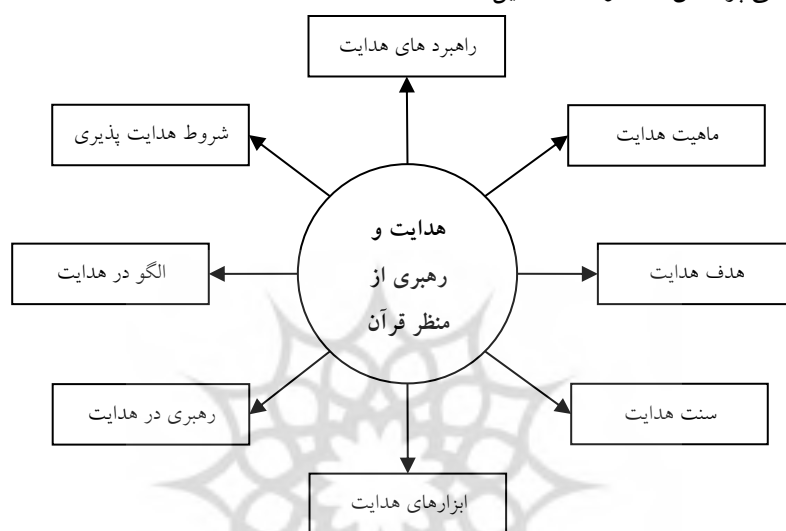 راهبرد های هدایت
شروط هدایت پذیری
ماهیت هدایت
هدایت و
رهبری از
منظر قرآن
الگو در هدایت
هدف هدایت
رهبری در هدایت
سنت هدایت
ابزارهای هدایت